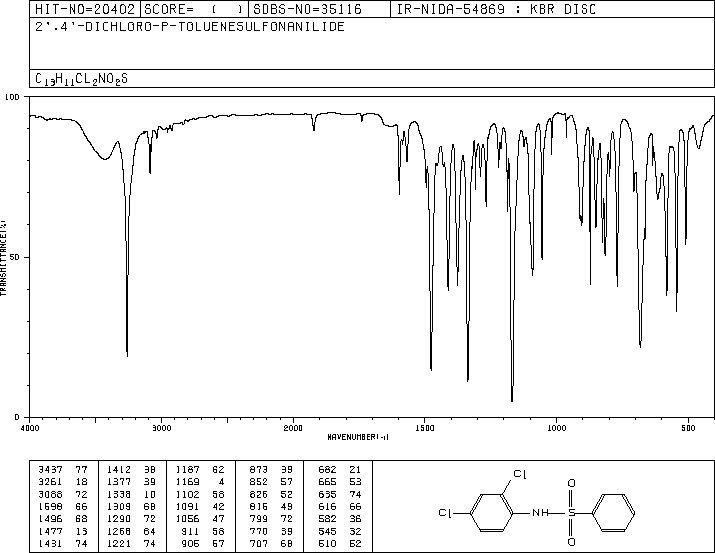 HIT-NO=20402 SCORE= ( ) SDBS-NO=35116 IR-NIDA-54869 : KBR DISC
2',4'-DICHLORO-P-TOLUENESULFONANILIDE
C13H11CL2NO2S
100
50
0
TRANSMITTANCE(%)
4000 3000 2000 1500 1000 500
WAVENUMBER(-1)
3437 77 1412 38 1187 62 873 39 682 21
3261 18 1377 39 1169 4 852 57 665 53
3088 72 1338 10 1102 58 826 52 635 74
1598 66 1309 68 1091 42 816 49 616 66
1496 68 1290 72 1056 47 799 72 582 36
1477 13 1268 64 911 58 770 39 545 32
1431 74 1221 74 905 57 707 68 510 52
Cl
Cl
NH
O
S
O